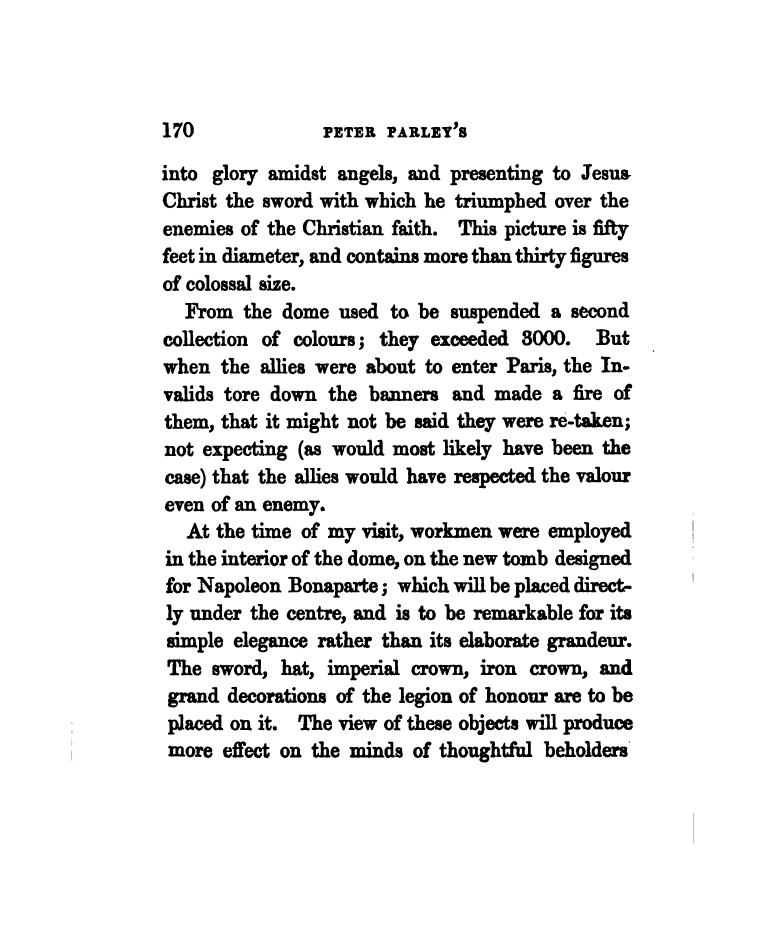 170 PETER PARLEY'S
into glory amidst angels, and presenting to Jesus
Christ the sword with which he triumphed over the
enemies of the Christian faith. This picture is fifty
feet in diameter, and contains more than thirty figures
of colossal size.
From the dome used to be suspended a second
collection of colours; they exceeded 3000. But
when the allies were about to enter Paris, the In-
valids tore down the banners and made a fire of
them, that it might not be said they were re-taken;
not expecting (as would most likely have been the
case) that the allies would have respected the valour
even of an enemy.
At the time of my visit, workmen were employed
in the interior of the dome, on the new tomb designed
for Napoleon Bonaparte; which will be placed direct-
ly under the centre, and is to be remarkable for its
simple elegance rather than its elaborate grandeur.
The sword, hat, imperial crown, iron crown, and
grand decorations of the legion of honour are to be
placed on it. The view of these objects will produce
more effect on the minds of thoughtful beholders